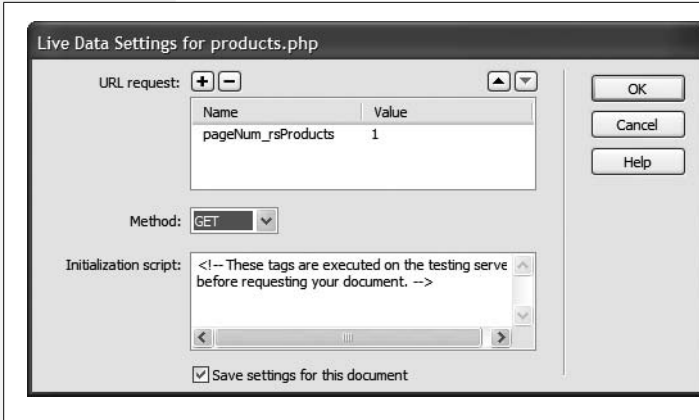 Live Data Settings for products.php
URL request:
Name Value
pageNum_rsProducts 1
Method: GET
Initialization script: <!-- These tags are executed on the testing serve
before requesting your document. -->
Save settings for this document
OK
Cancel
Help